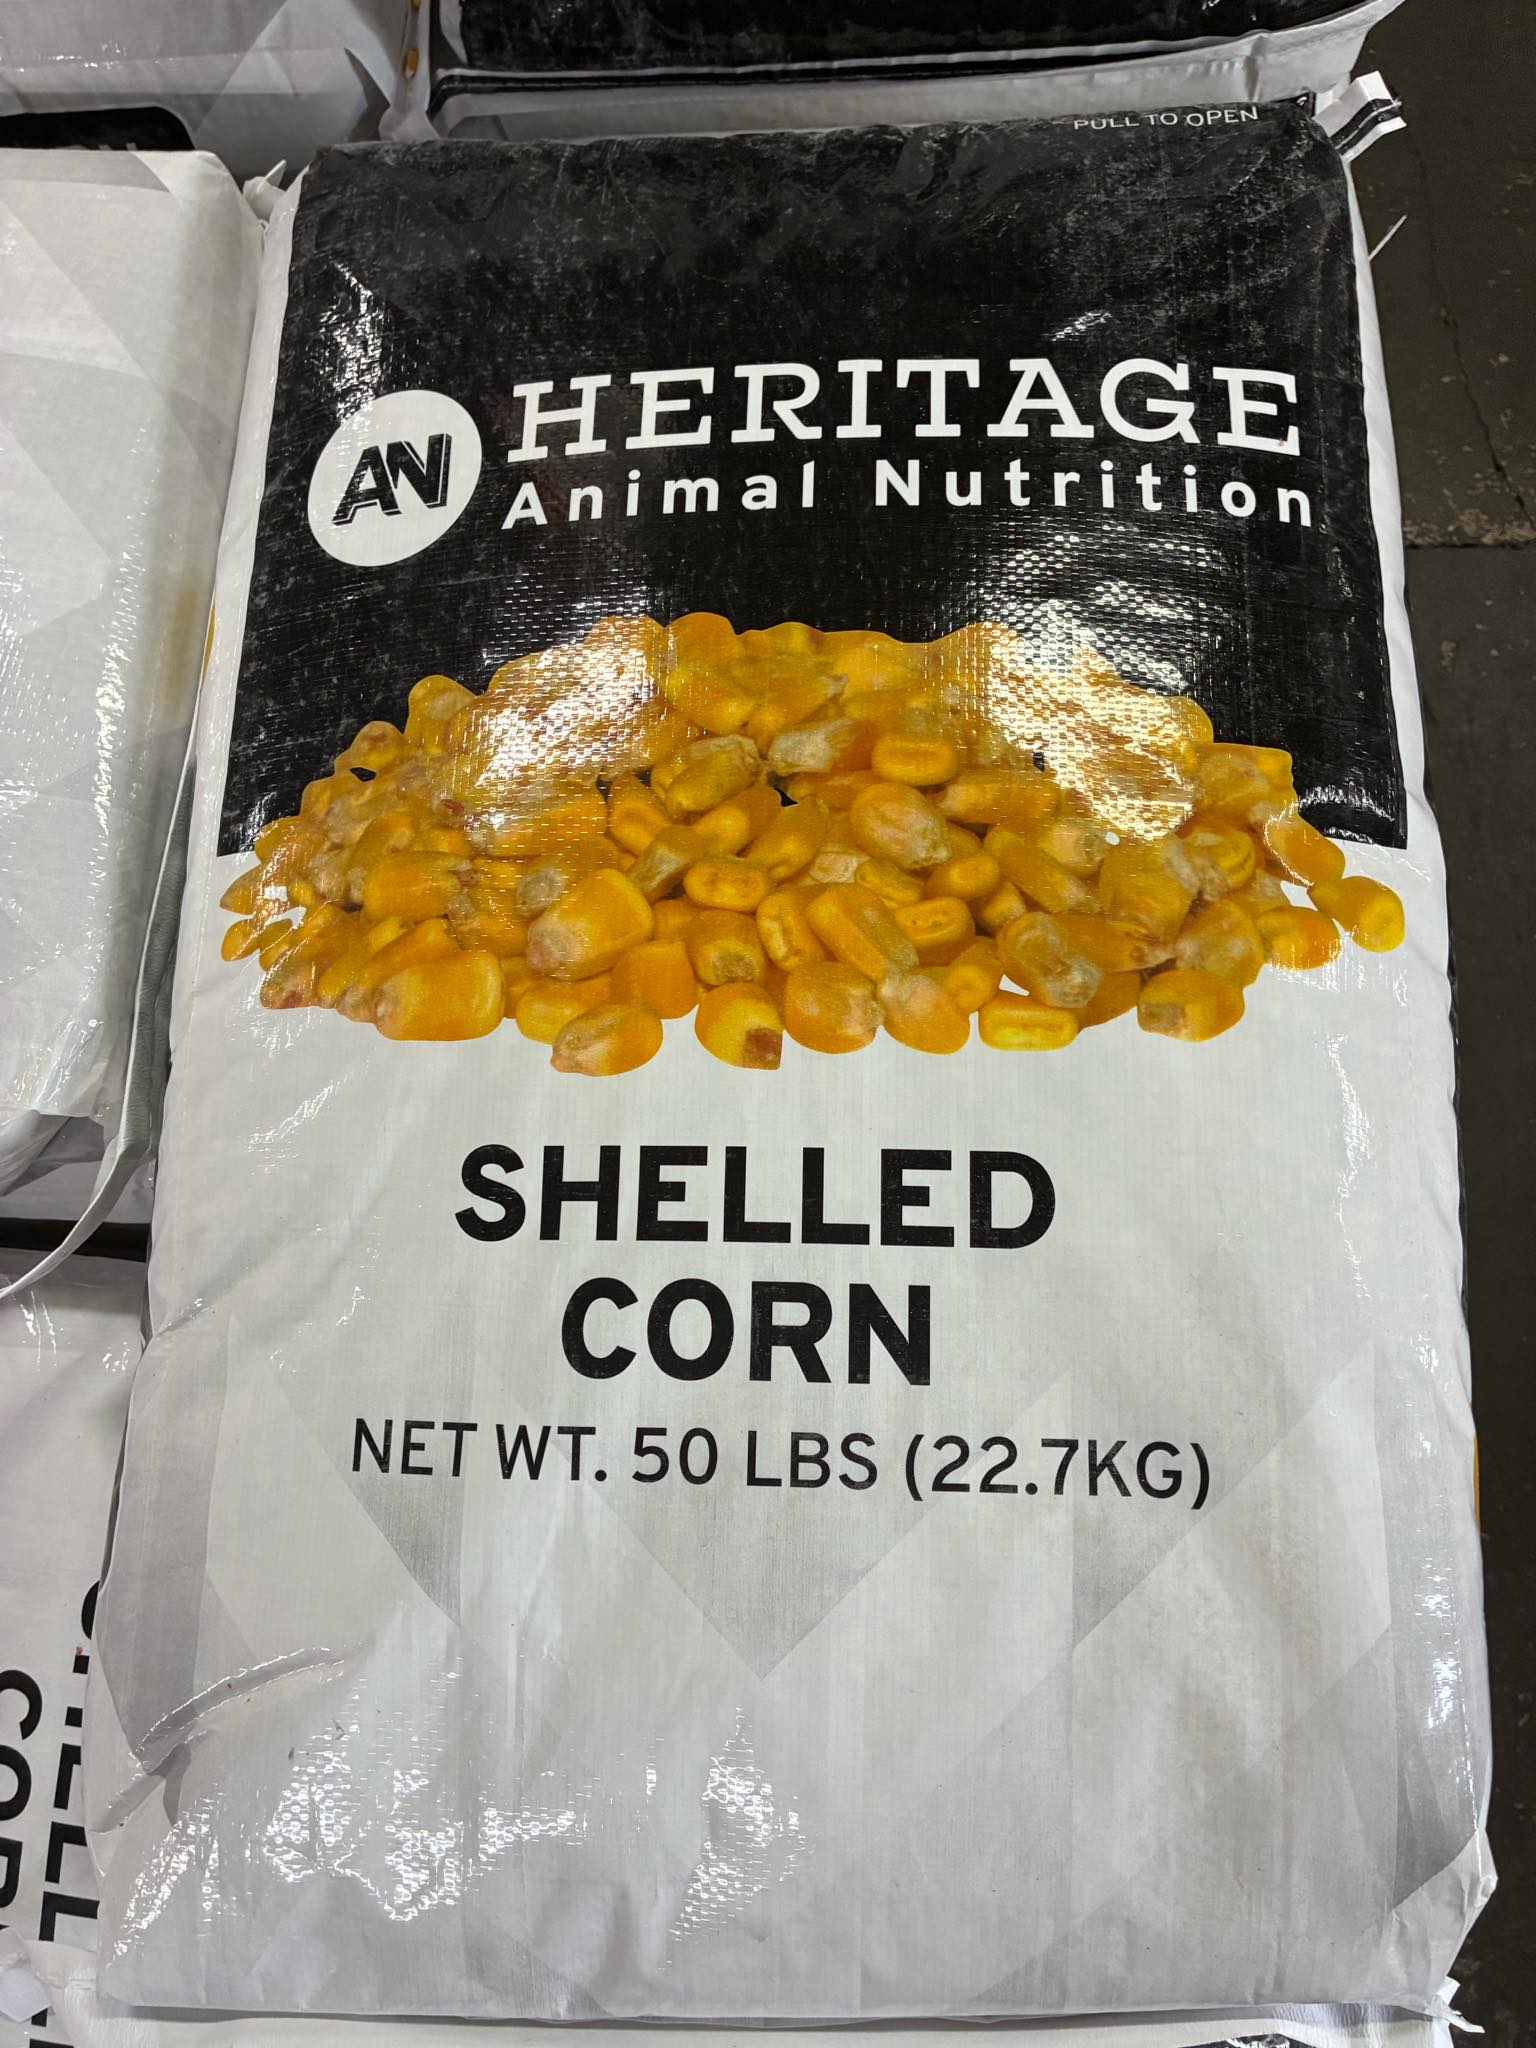 PULL TO OPEN
AN
HERITAGE
Animal Nutrition
SHELLED
CORN
NET WT. 50 LBS (22.7KG)